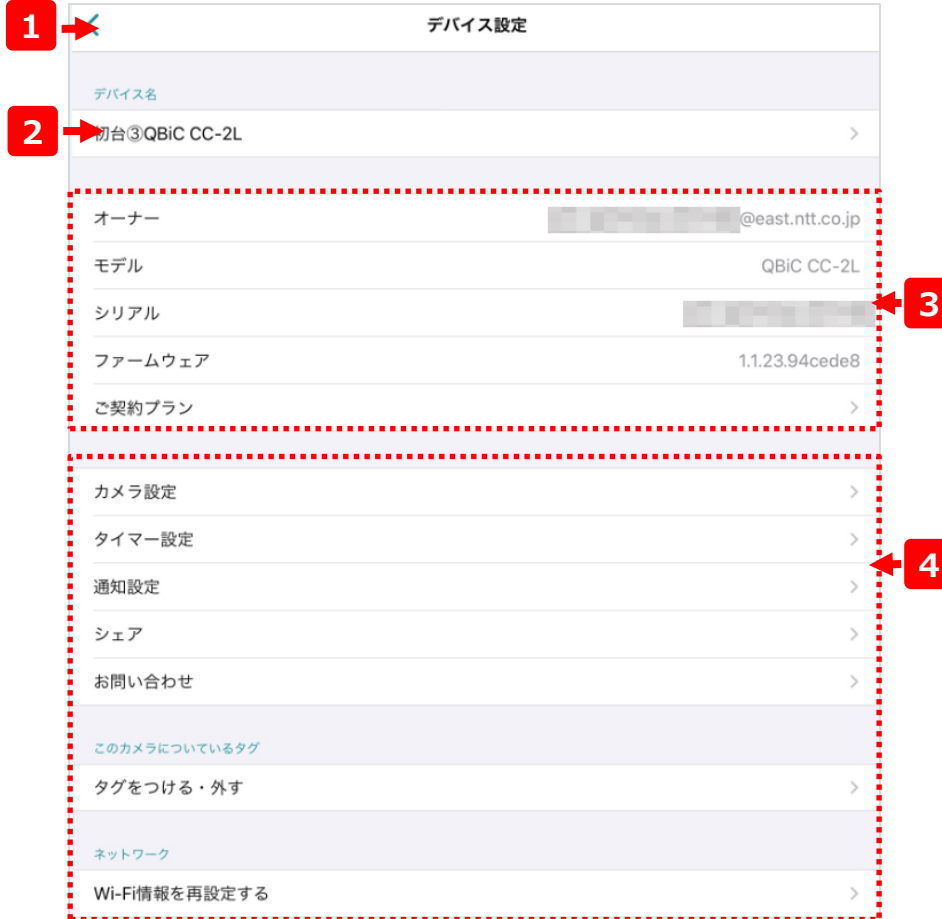 1
デバイス設定
デバイス名
2
初台③QBiC CC-2L
オーナー @east.ntt.co.jp
モデル QBiC CC-2L
シリアル
3
ファームウェア 1.1.23.94cede8
ご契約プラン
カメラ設定
タイマー設定
4
通知設定
シェア
お問い合わせ
このカメラについているタグ
タグをつける・外す
ネットワーク
Wi-Fi情報を再設定する